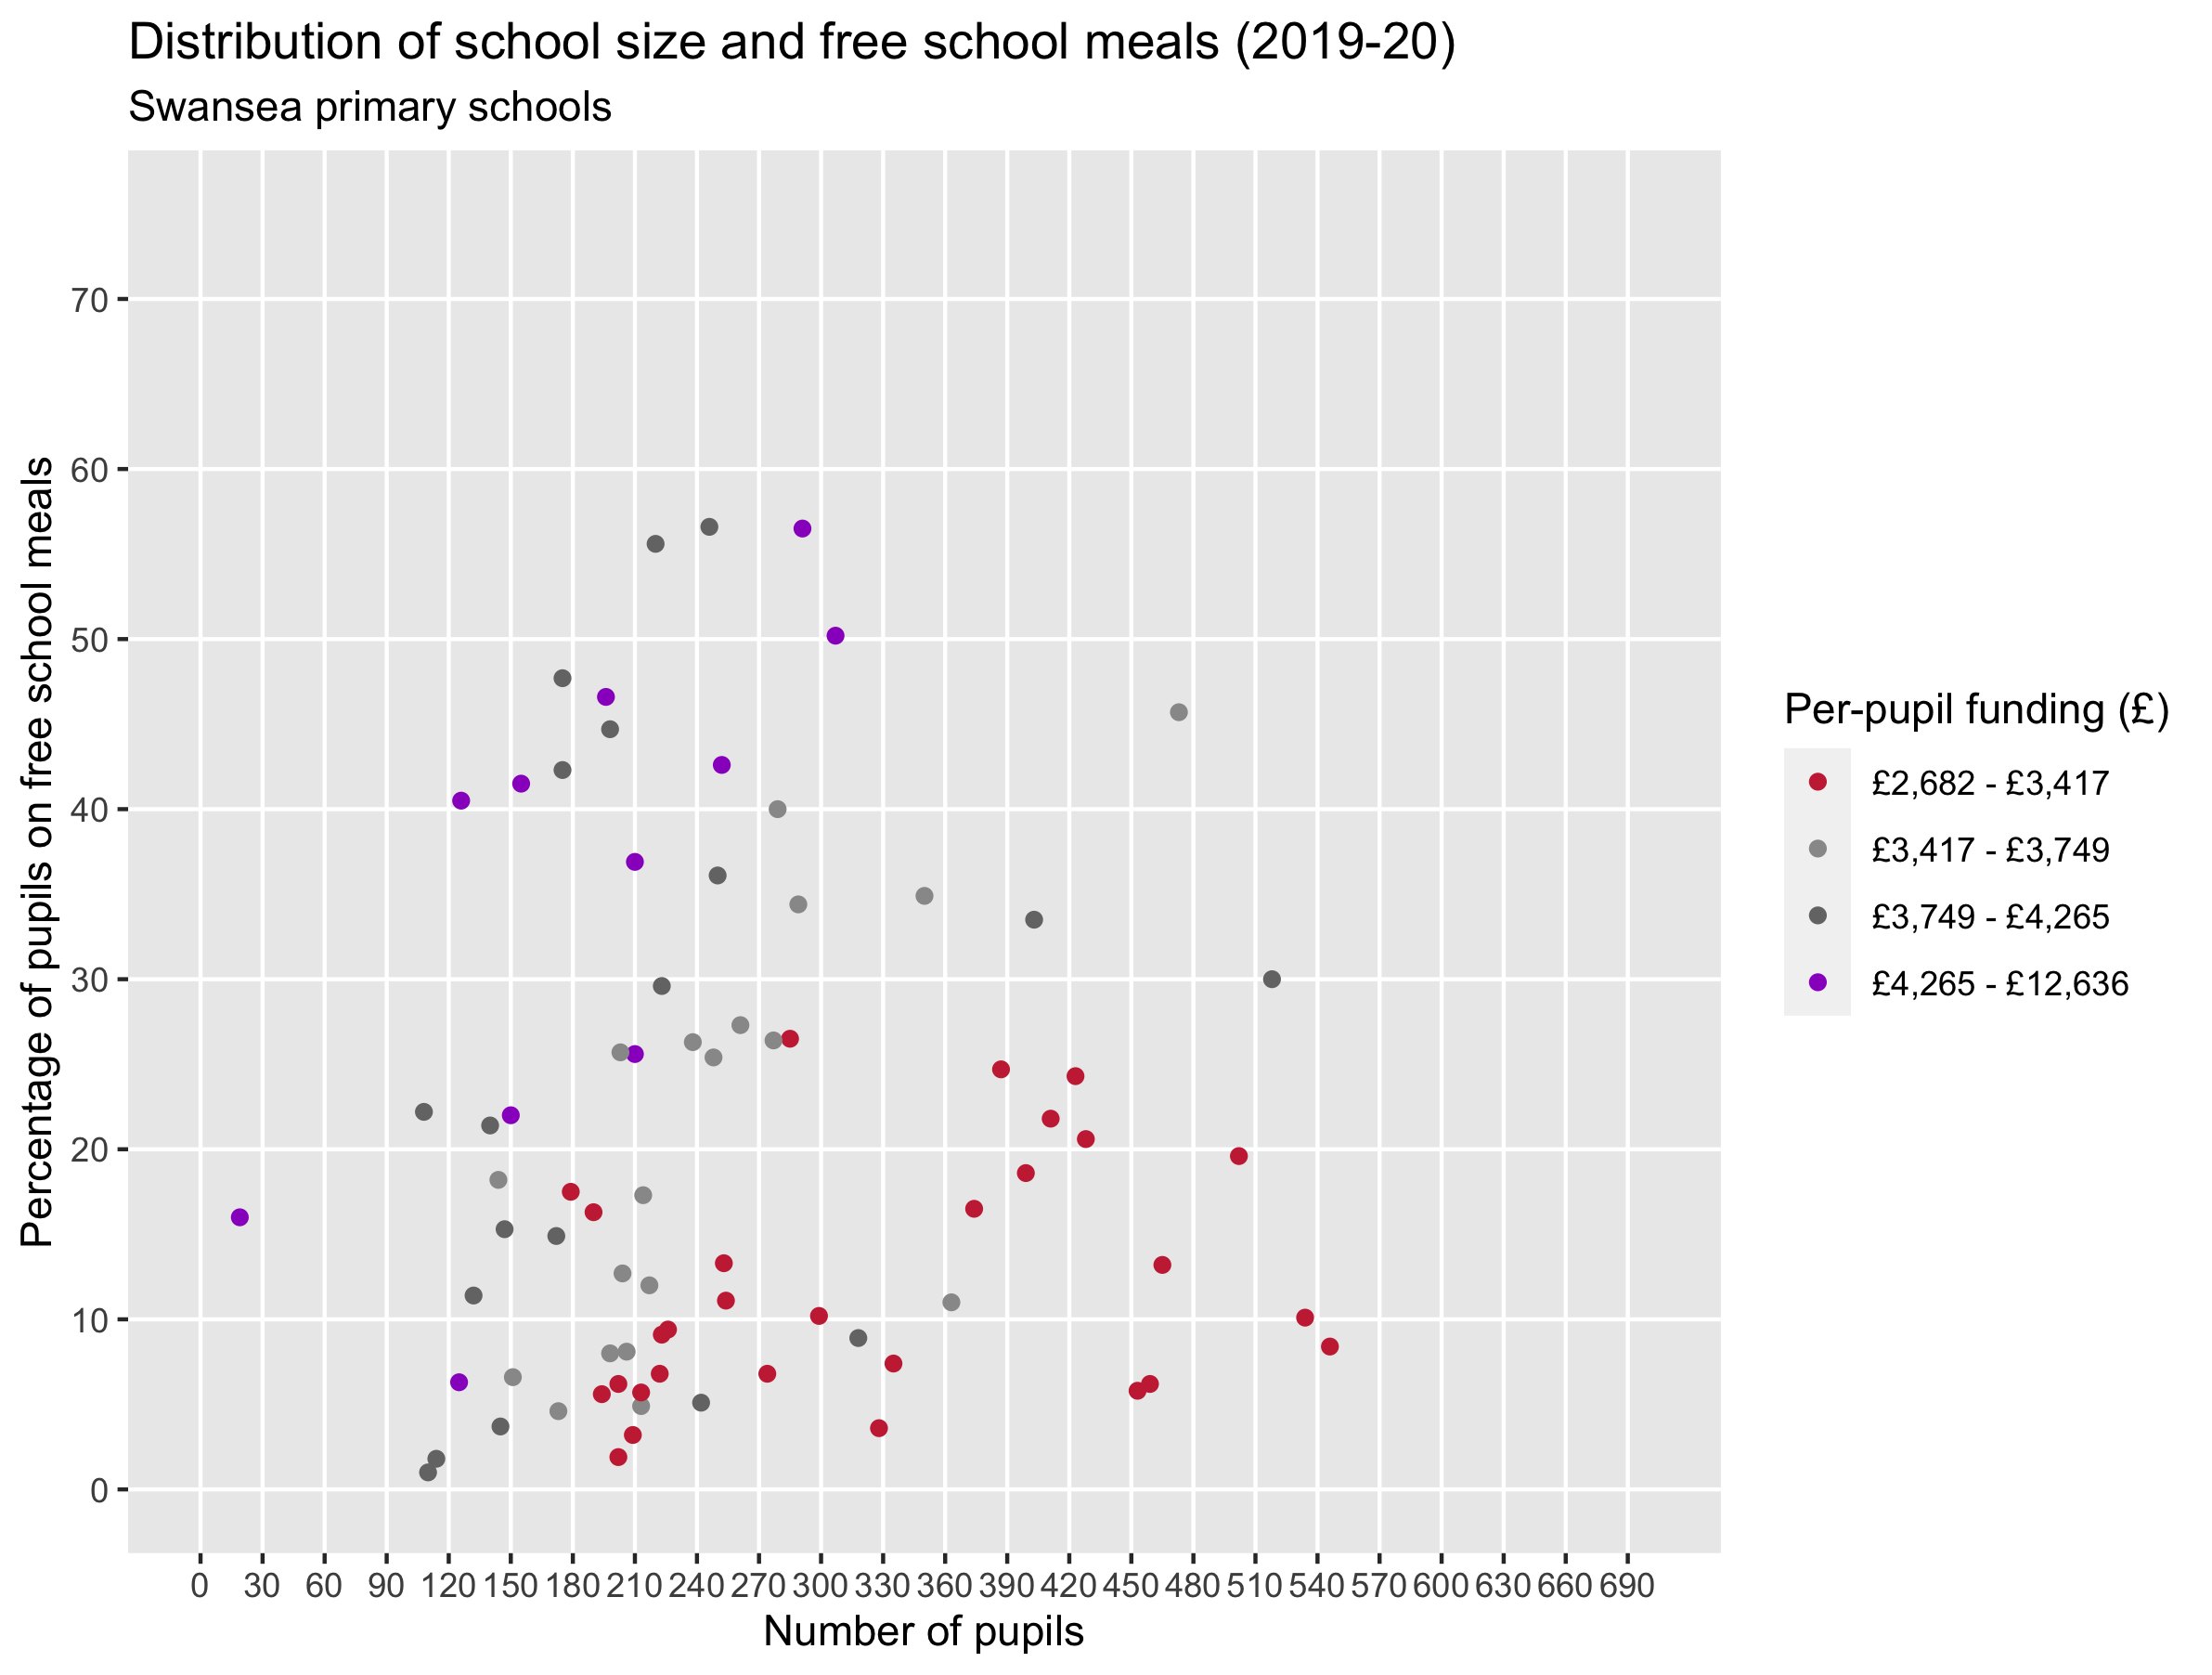 Distribution of school size and free school meals (2019-20)
Swansea primary schools
Percentage of pupils on free school meals
70
60
50
40
30
20
10
0
0 30 60 90 120 150 180 210 240 270 300 330 360 390 420 450 480 510 540 570 600 630 660 690
Number of pupils
Per-pupil funding (£)
£2,682 - £3,417
£3,417 - £3,749
£3,749 - £4,265
£4,265 - £12,636